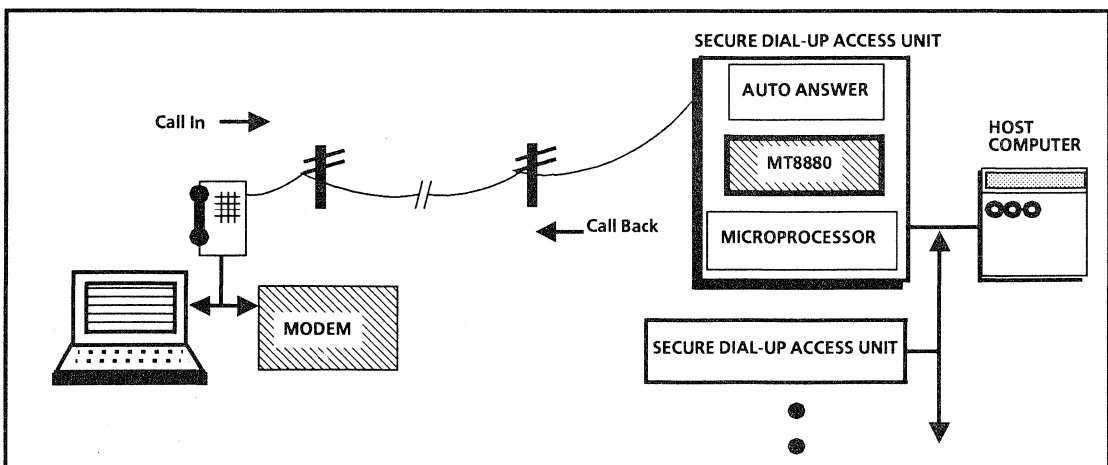 SECURE DIAL-UP ACCESS UNIT
AUTO ANSWER
Call In
HOST
COMPUTER
MT8880
Call Back
MICROPROCESSOR
MODEM
SECURE DIAL-UP ACCESS UNIT